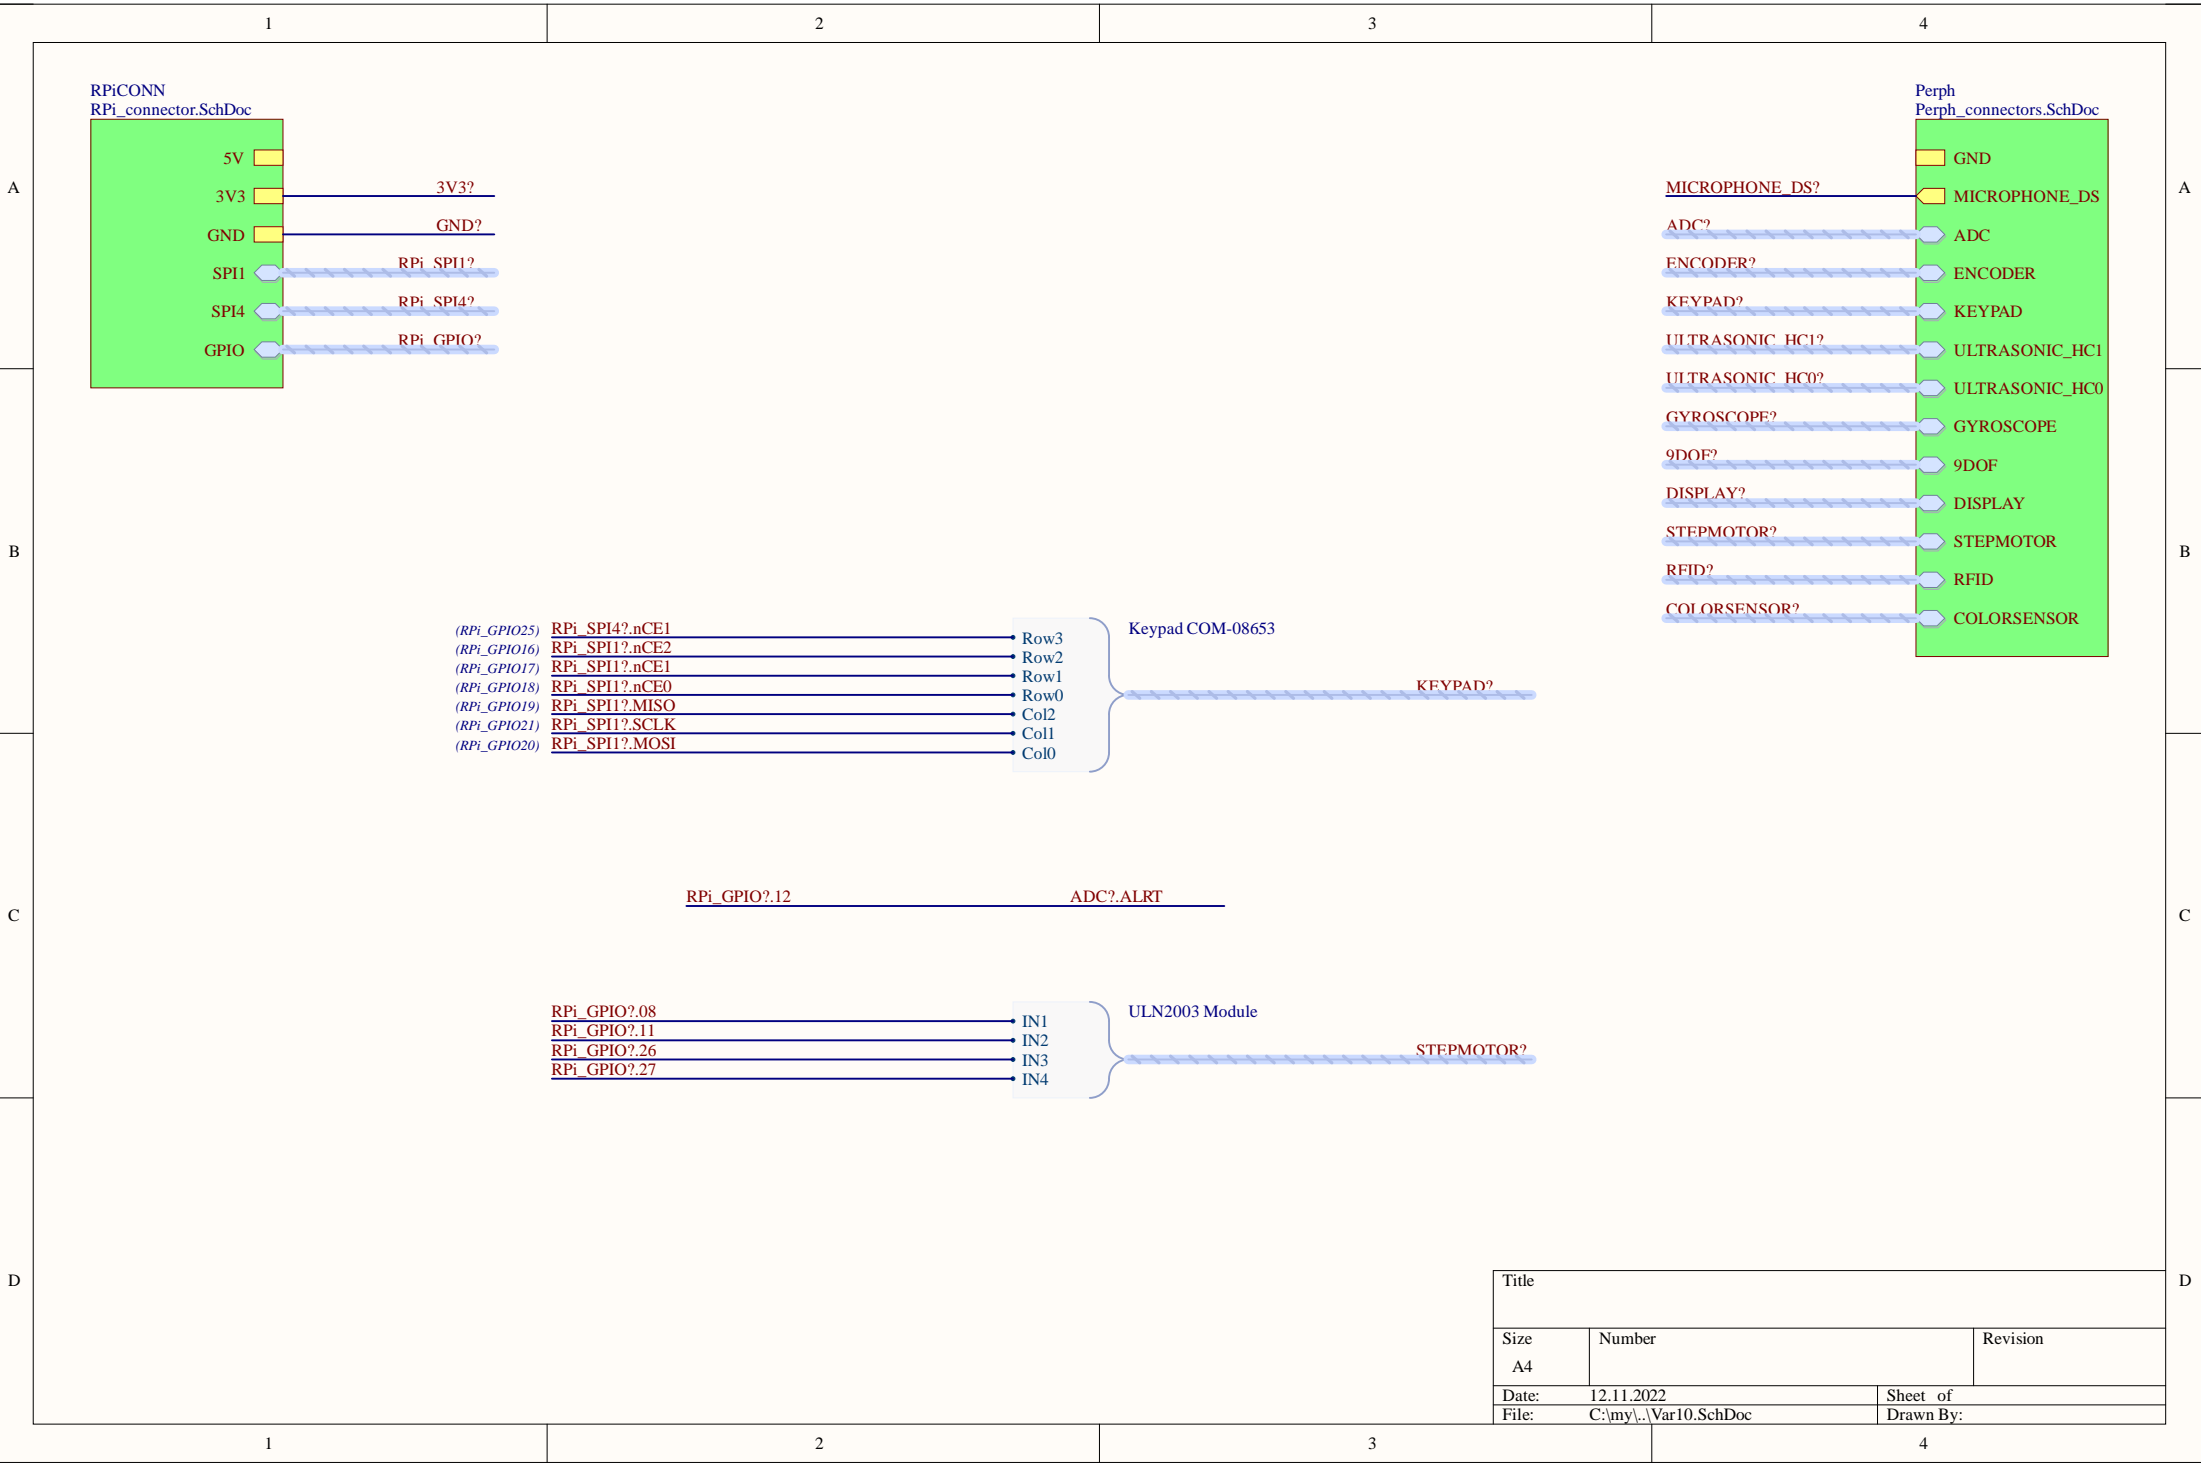 1 2 3 4
RPiCONN
RPi_connector.SchDoc
5V
3V3 3V3?
GND GND?
SPI1 RPi_SPI1?
SPI4 RPi_SPI4?
GPIO RPi_GPIO?
Perph
Perph_connectors.SchDoc
GND
MICROPHONE_DS? MICROPHONE_DS
ADC? ADC
ENCODER? ENCODER
KEYPAD? KEYPAD
ULTRASONIC_HC1? ULTRASONIC_HC1
ULTRASONIC_HC0? ULTRASONIC_HC0
GYROSCOPE? GYROSCOPE
9DOF? 9DOF
DISPLAY? DISPLAY
STEPMOTOR? STEPMOTOR
RFID? RFID
COLORSENSOR? COLORSENSOR
A A
B B
(RPi_GPIO25) RPi_SPI4?.nCE1 Row3
(RPi_GPIO16) RPi_SPI1?.nCE2 Row2
(RPi_GPIO17) RPi_SPI1?.nCE1 Row1
(RPi_GPIO18) RPi_SPI1?.nCE0 Row0
(RPi_GPIO19) RPi_SPI1?.MISO Col2
(RPi_GPIO21) RPi_SPI1?.SCLK Col1
(RPi_GPIO20) RPi_SPI1?.MOSI Col0
Keypad COM-08653
KEYPAD?
C C
RPi_GPIO?.12 ADC?.ALRT
RPi_GPIO?.08 IN1
RPi_GPIO?.11 IN2
RPi_GPIO?.26 IN3
RPi_GPIO?.27 IN4
ULN2003 Module
STEPMOTOR?
D D
Title
Size Number Revision
A4
Date: 12.11.2022 Sheet of
File: C:\my\..\Var10.SchDoc Drawn By:
1 2 3 4